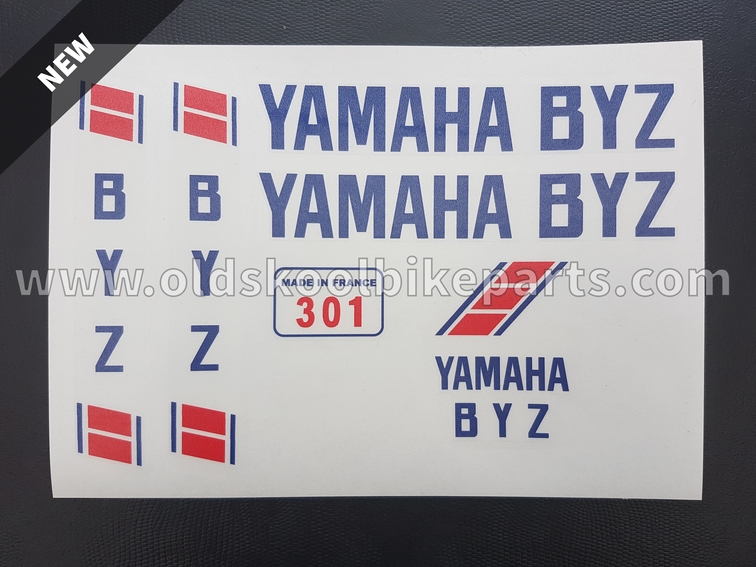 NEW
YAMAHA BYZ
YAMAHA BYZ
B
Y
Z
B
Y
Z
www.oldskoolbikeparts.com
MADE IN FRANCE
301
YAMAHA
BYZ